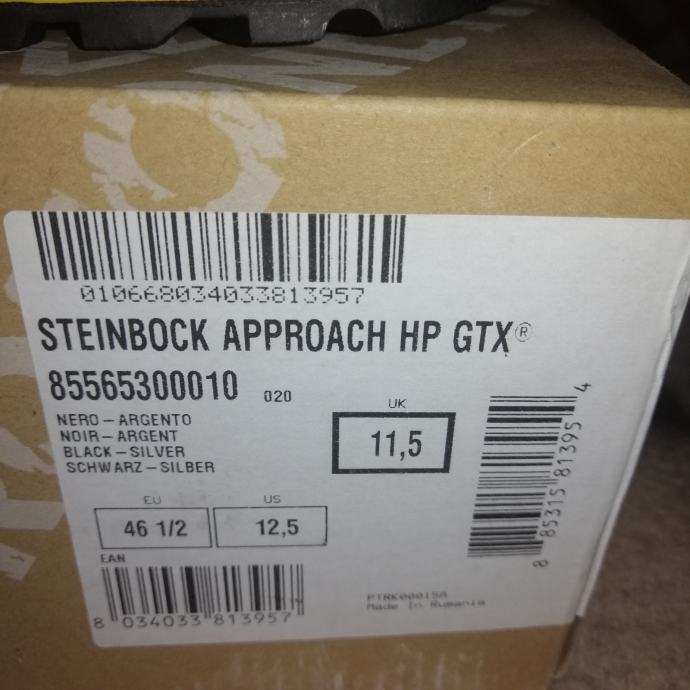 010668034033813957
STEINBOCK APPROACH HP GTX®
85565300010 020
NERO-ARGENTO
NOIR-ARGENT
BLACK-SILVER
SCHWARZ-SILBER
UK
11,5
EU
46 1/2
US
12,5
EAN
8 034033 813957
8 85315 81395 4
Made In Rumania